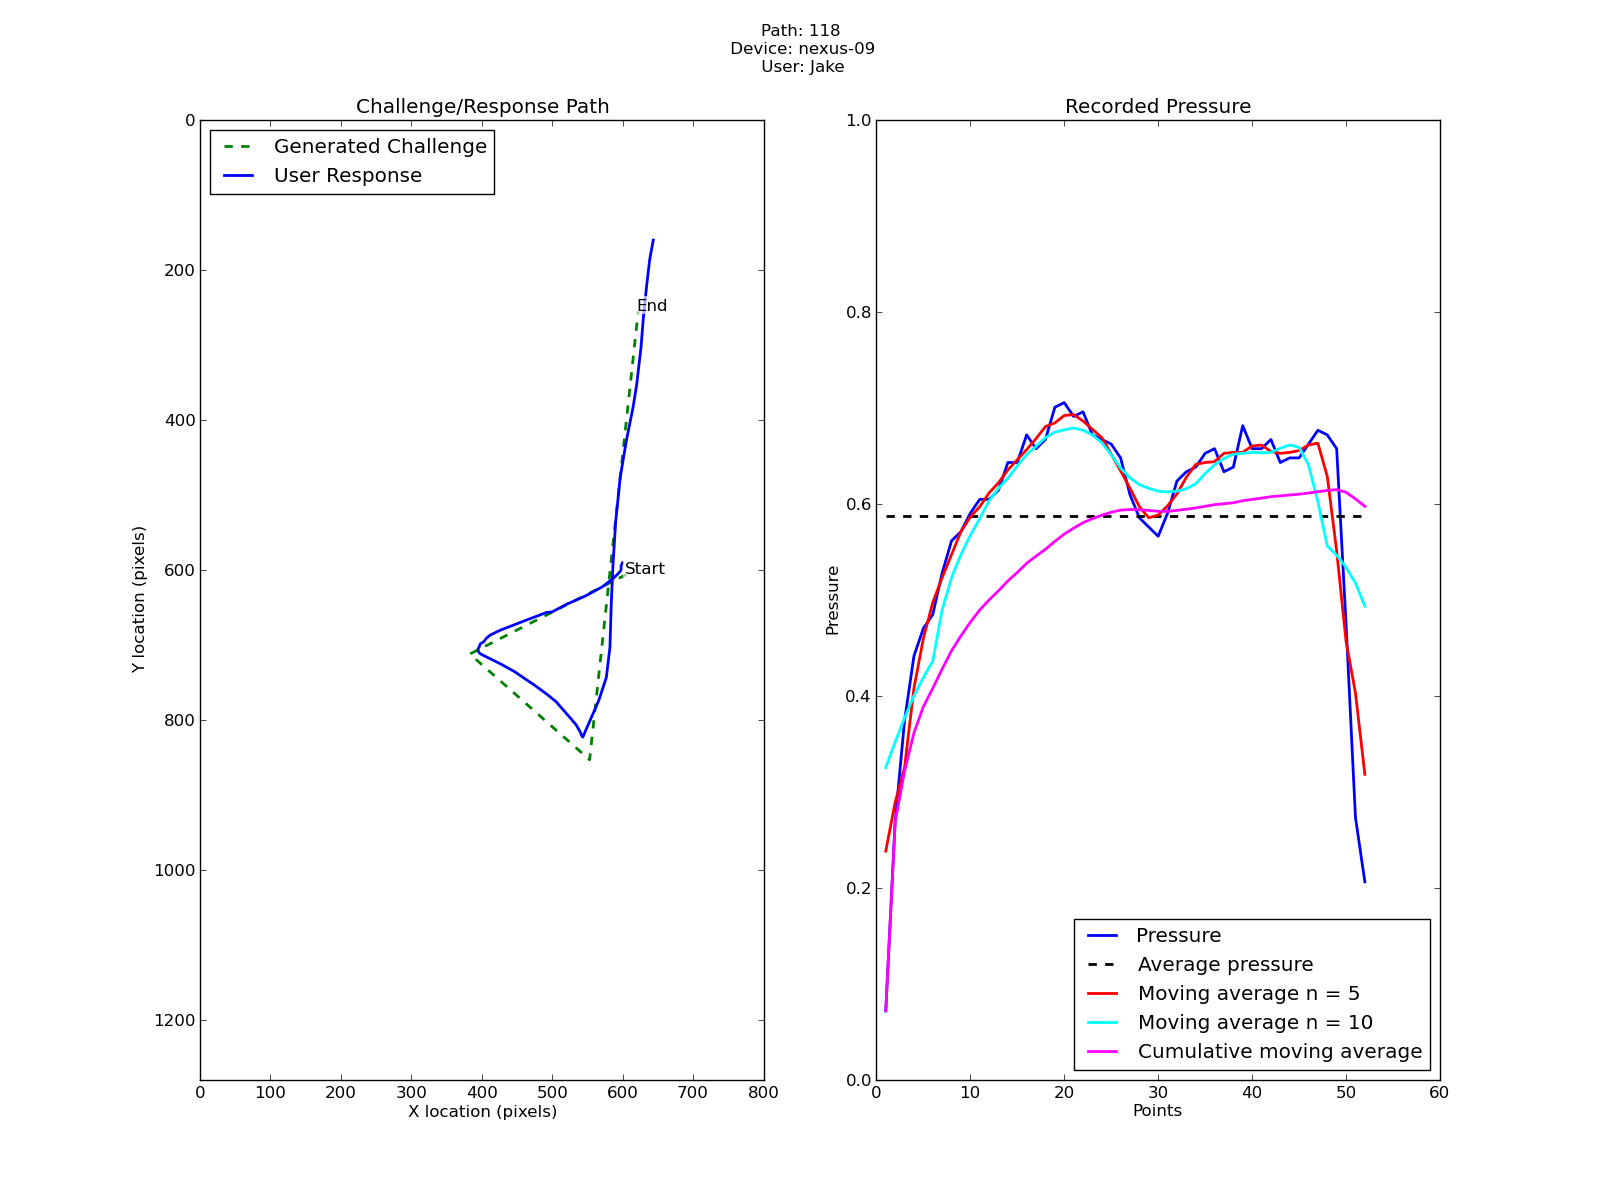 Path: 118
Device: nexus-09
User: Jake
Challenge/Response Path
Generated Challenge
User Response
End
Start
0
200
400
600
800
1000
1200
Y location (pixels)
0 100 200 300 400 500 600 700 800
X location (pixels)
Recorded Pressure
1.0
0.8
0.6
0.4
0.2
0.0
Pressure
Pressure
Average pressure
Moving average n = 5
Moving average n = 10
Cumulative moving average
0 10 20 30 40 50 60
Points